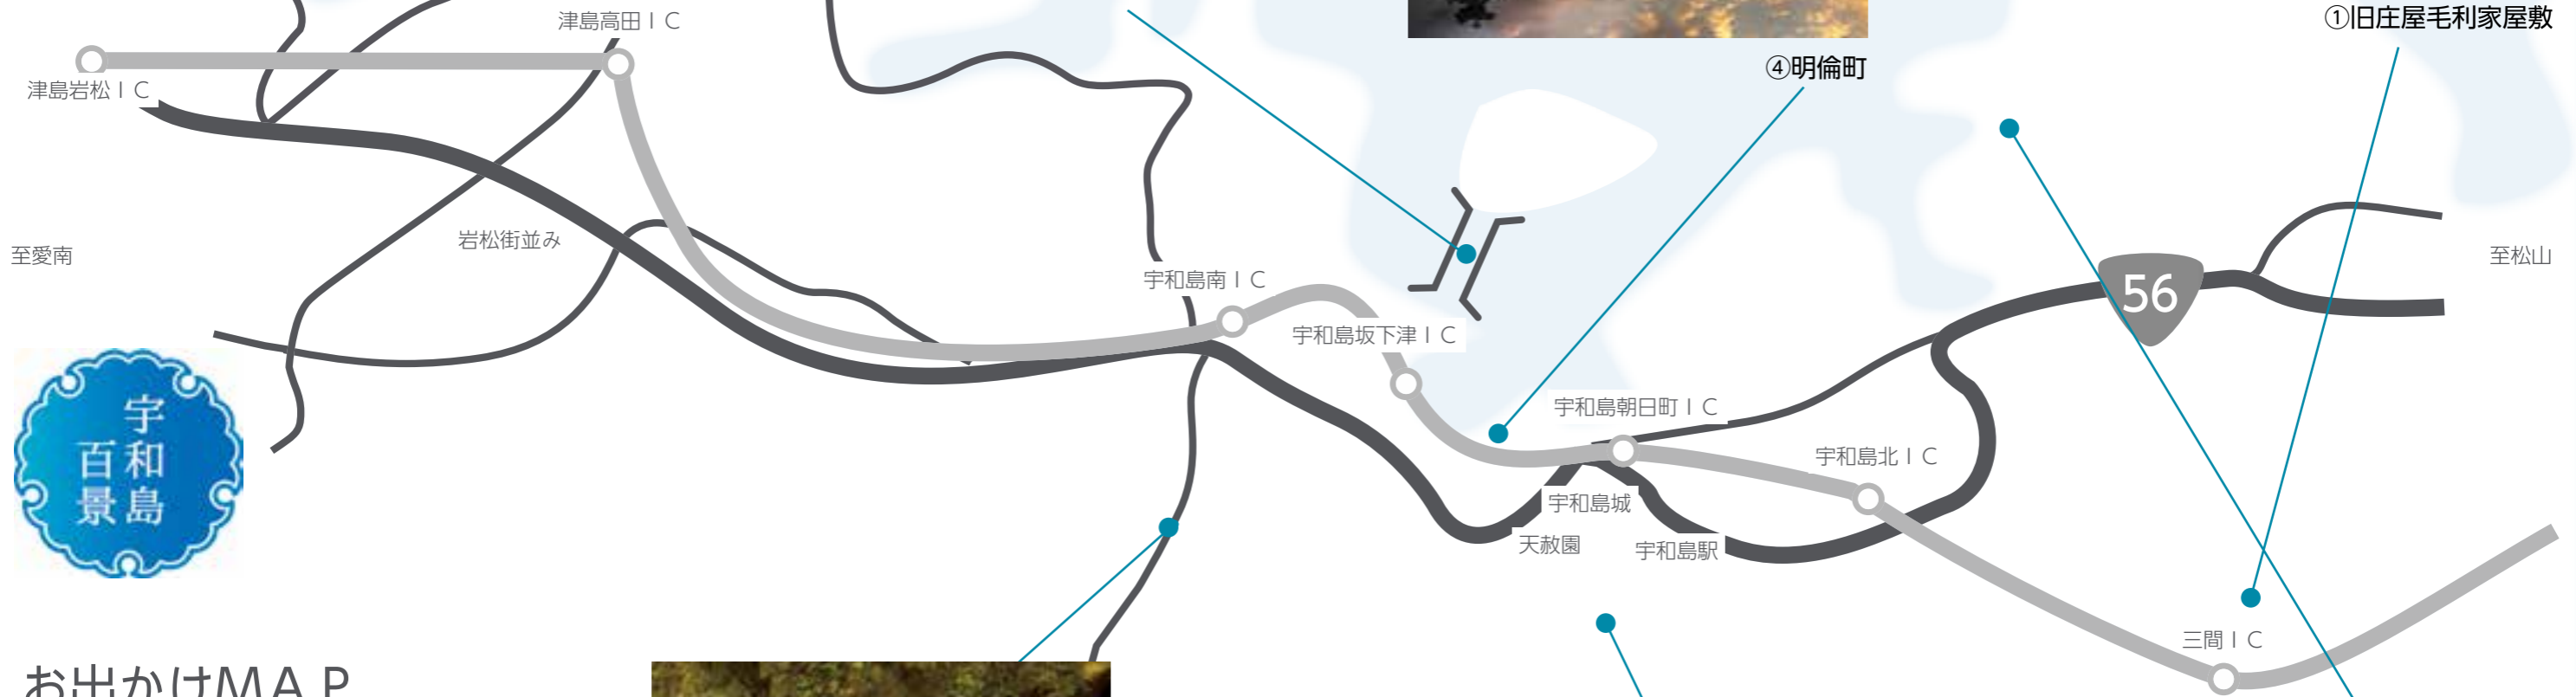 津島高田ＩＣ
①旧庄屋毛利家屋敷
④明倫町
津島岩松ＩＣ
岩松街並み
至愛南
至松山
宇和島南ＩＣ
56
宇和島坂下津ＩＣ
宇和島朝日町ＩＣ
宇和島
百景
宇和島北ＩＣ
宇和島城
天赦園
宇和島駅
三間ＩＣ
お出かけＭＡＰ